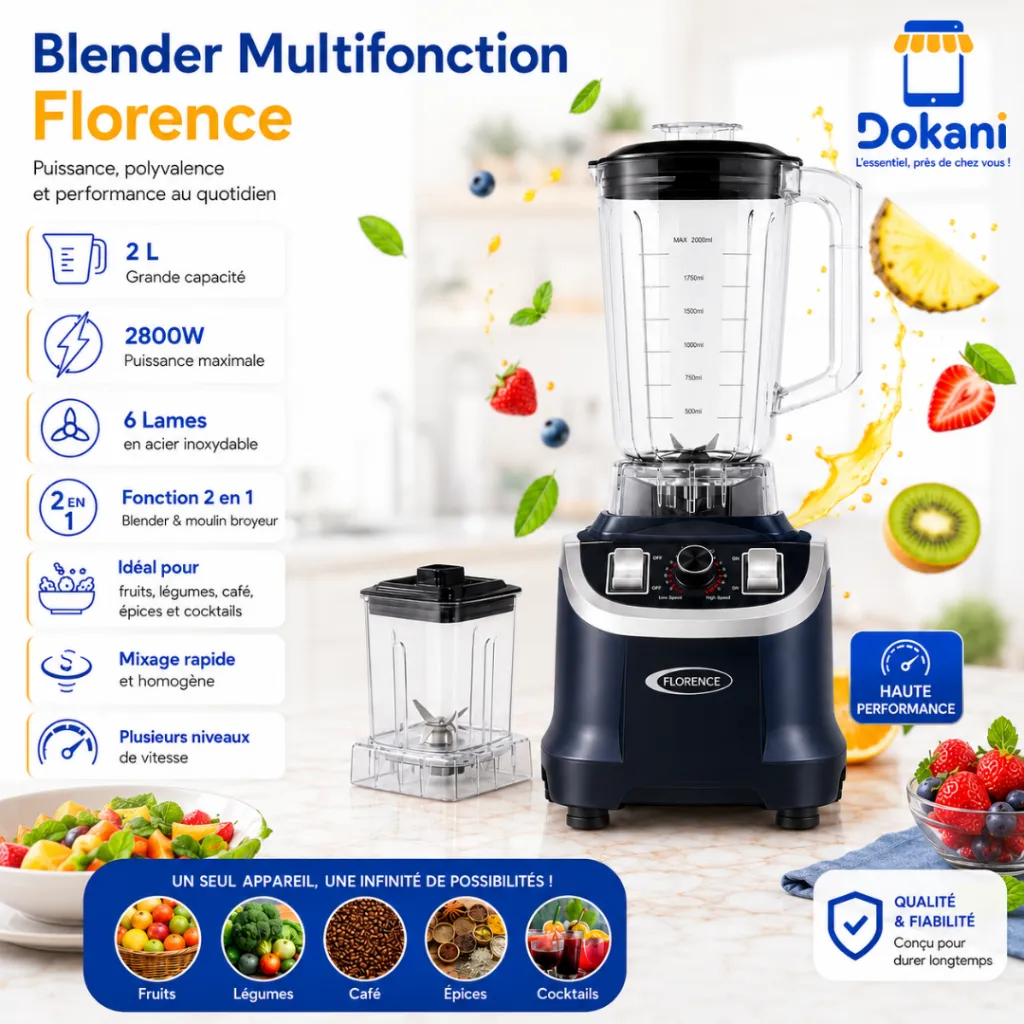 Blender Multifonction
Florence
Puissance, polyvalence
et performance au quotidien
Dokani
L'essentiel, près de chez vous !
2 L
Grande capacité
2800W
Puissance maximale
6 Lames
en acier inoxydable
2 EN
1
Fonction 2 en 1
Blender & moulin broyeur
Idéal pour
fruits, légumes, café,
épices et cocktails
Mixage rapide
et homogène
Plusieurs niveaux
de vitesse
MAX 2000ml
1750ml
1500ml
1000ml
750ml
500ml
OFF
ON
OFF
ON
Low Speed
High Speed
FLORENCE
HAUTE
PERFORMANCE
UN SEUL APPAREIL, UNE INFINITÉ DE POSSIBILITÉS !
Fruits
Légumes
Café
Épices
Cocktails
QUALITÉ
& FIABILITÉ
Conçu pour
durer longtemps